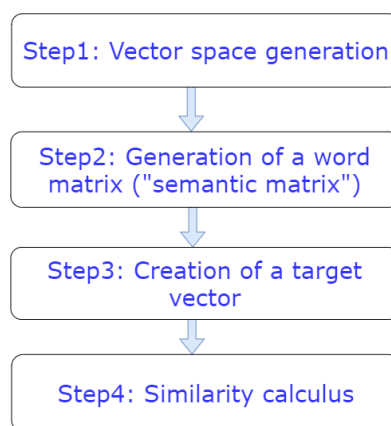 Step1: Vector space generation
Step2: Generation of a word
matrix ("semantic matrix")
Step3: Creation of a target
vector
Step4: Similarity calculus